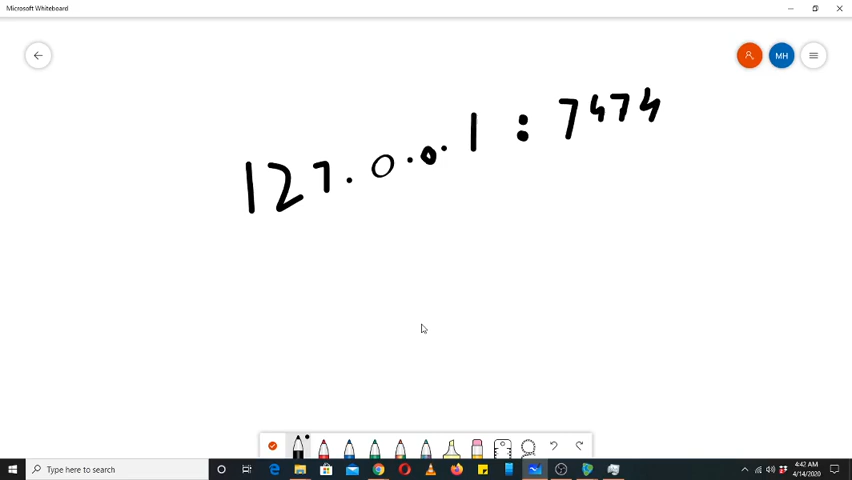 Microsoft Whiteboard
MH
127.0.0.1 : 7474
Type here to search
4:42 AM
4/14/2020